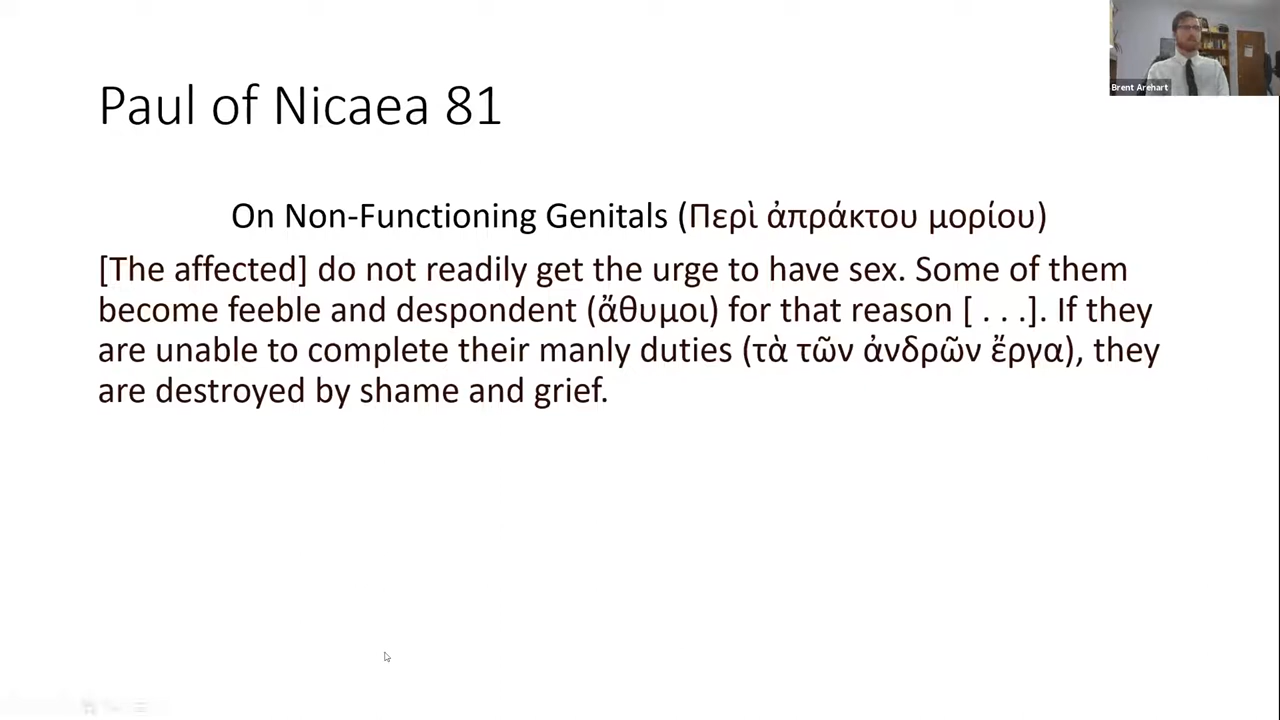 Brent Arehart
Paul of Nicaea 81
On Non-Functioning Genitals (Περὶ ἀπράκτου μορίου)
[The affected] do not readily get the urge to have sex. Some of them
become feeble and despondent (ἄθυμοι) for that reason [ . . .]. If they
are unable to complete their manly duties (τὰ τῶν ἀνδρῶν ἔργα), they
are destroyed by shame and grief.